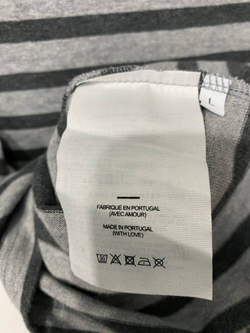 L
FABRIQUE EN PORTUGAL
(AVEC AMOUR)
MADE IN PORTUGAL
(WITH LOVE)